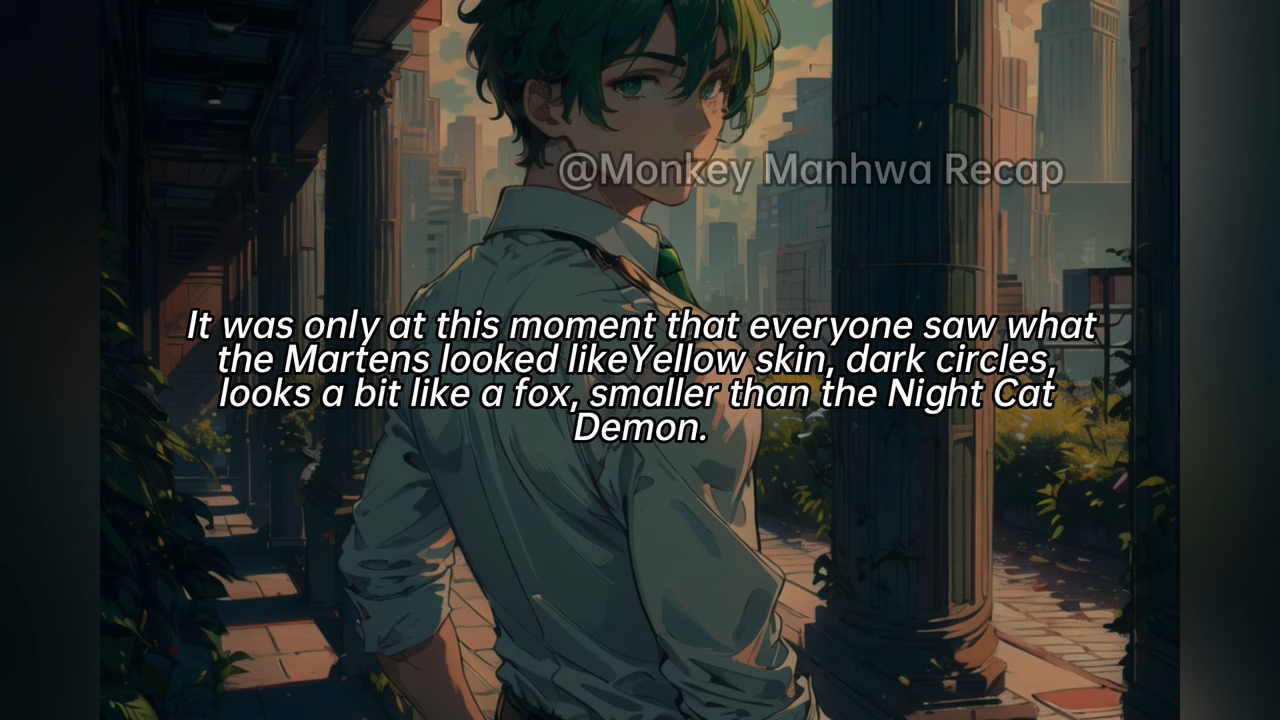 @Monkey Manhwa Recap
It was only at this moment that everyone saw what
the Martens looked likeYellow skin, dark circles,
looks a bit like a fox, smaller than the Night Cat
Demon.